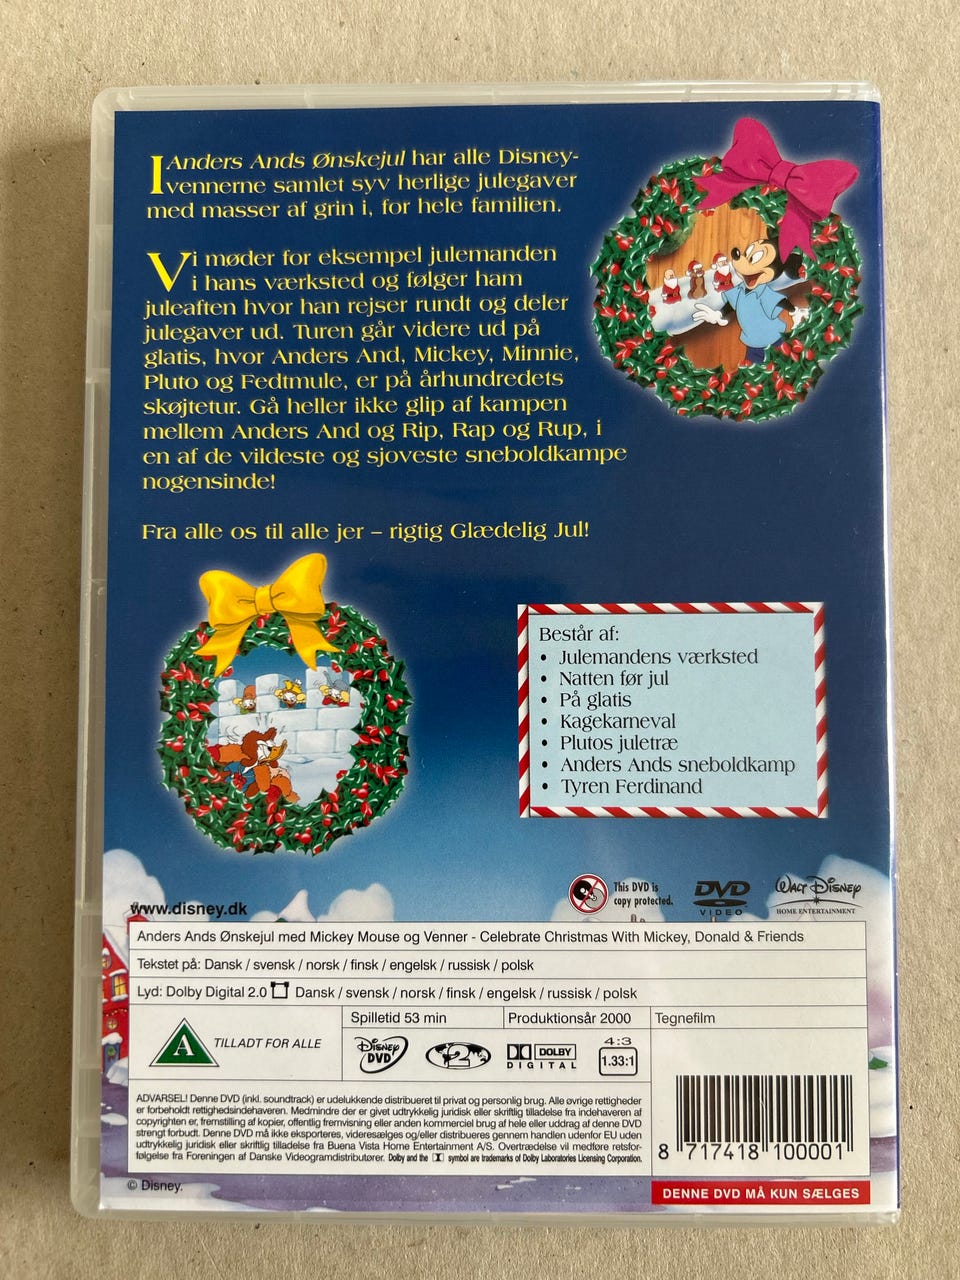 I Anders Ands Ønskejul har alle Disney-
vennerne samlet syv herlige julegaver
med masser af grin i, for hele familien.
Vi møder for eksempel julemanden
i hans værksted og følger ham
juleaften hvor han rejser rundt og deler
julegaver ud. Turen går videre ud på
glatis, hvor Anders And, Mickey, Minnie,
Pluto og Fedtmule, er på århundredets
skøjtetur. Gå heller ikke glip af kampen
mellem Anders And og Rip, Rap og Rup, i
en af de vildeste og sjoveste sneboldkampe
nogensinde!
Fra alle os til alle jer – rigtig Glædelig Jul!
Består af:
• Julemandens værksted
• Natten før jul
• På glatis
• Kagekarneval
• Plutos juletræ
• Anders Ands sneboldkamp
• Tyren Ferdinand
This DVD is
copy protected.
DVD
VIDEO
WALT DISNEY
HOME ENTERTAINMENT
www.disney.dk
Anders Ands Ønskejul med Mickey Mouse og Venner - Celebrate Christmas With Mickey, Donald & Friends
Tekstet på: Dansk / svensk / norsk / finsk / engelsk / russisk / polsk
Lyd: Dolby Digital 2.0 Dansk / svensk / norsk / finsk / engelsk / russisk / polsk
Spilletid 53 min
Produktionsår 2000
Tegnefilm
A
TILLADT FOR ALLE
DISNEY
DVD
2
DOLBY
DIGITAL
4:3
1.33:1
ADVARSEL! Denne DVD (inkl. soundtrack) er udelukkende distribueret til privat og personlig brug. Alle øvrige rettigheder
er forbeholdt rettighedsindehaveren. Medmindre der er givet udtrykkelig juridisk eller skriftlig tilladelse fra indehaveren af
copyrighten er, fremstilling af kopier, offentlig fremvisning eller anden kommerciel brug af hele eller uddrag af denne DVD
strengt forbudt. Denne DVD må ikke eksporteres, videresælges og/eller distribueres gennem handlen udenfor EU uden
udtrykkelig juridisk eller skriftlig tilladelse fra Buena Vista Home Entertainment A/S. Overtrædelse vil medføre retsfor-
følgelse fra Foreningen af Danske Videogramdistributører. Dolby and the symbol are trademarks of Dolby Laboratories Licensing Corporation.
8 717418 100001
© Disney.
DENNE DVD MÅ KUN SÆLGES